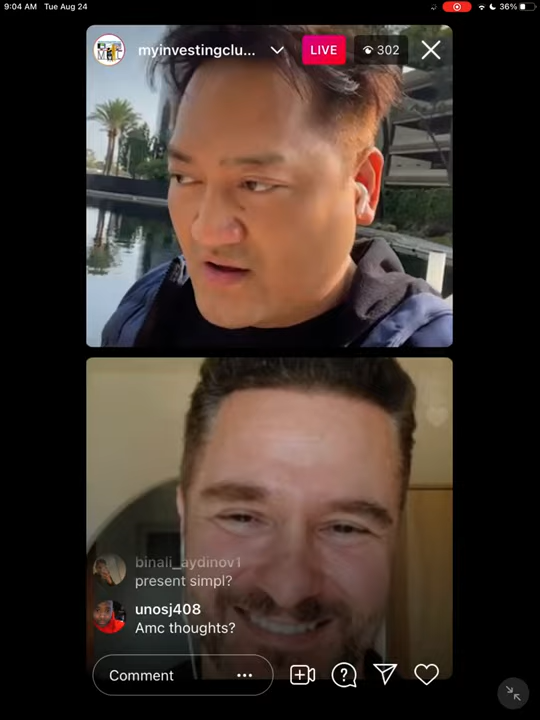 9:04 AM Tue Aug 24
36%
myinvestingclu...
LIVE
302
binali_aydinov1
present simpl?
unosj408
Amc thoughts?
Comment